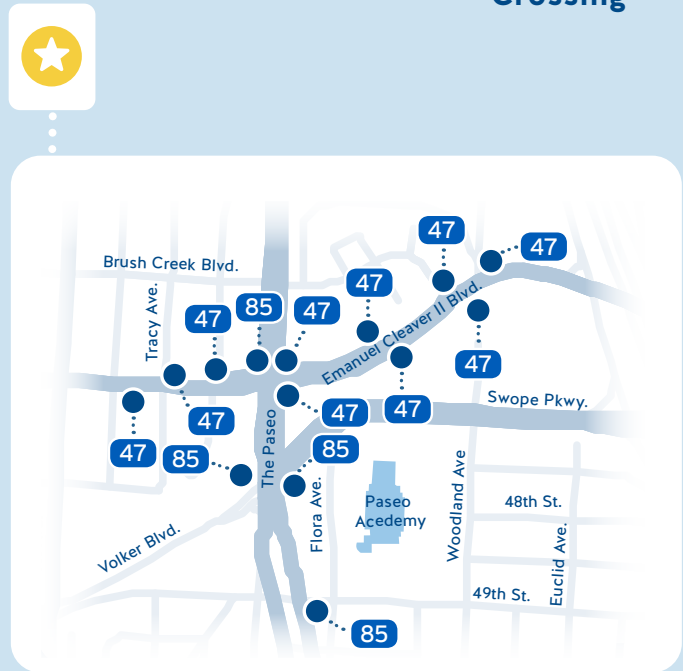 Crossing
47
47
Brush Creek Blvd.
47
85
47
47
Tracy Ave.
Emanuel Cleaver II Blvd.
47
47
47
47
Swope Pkwy.
47
85
The Paseo
85
Flora Ave.
Paseo
Acedemy
Woodland Ave
48th St.
Euclid Ave.
Volker Blvd.
49th St.
85